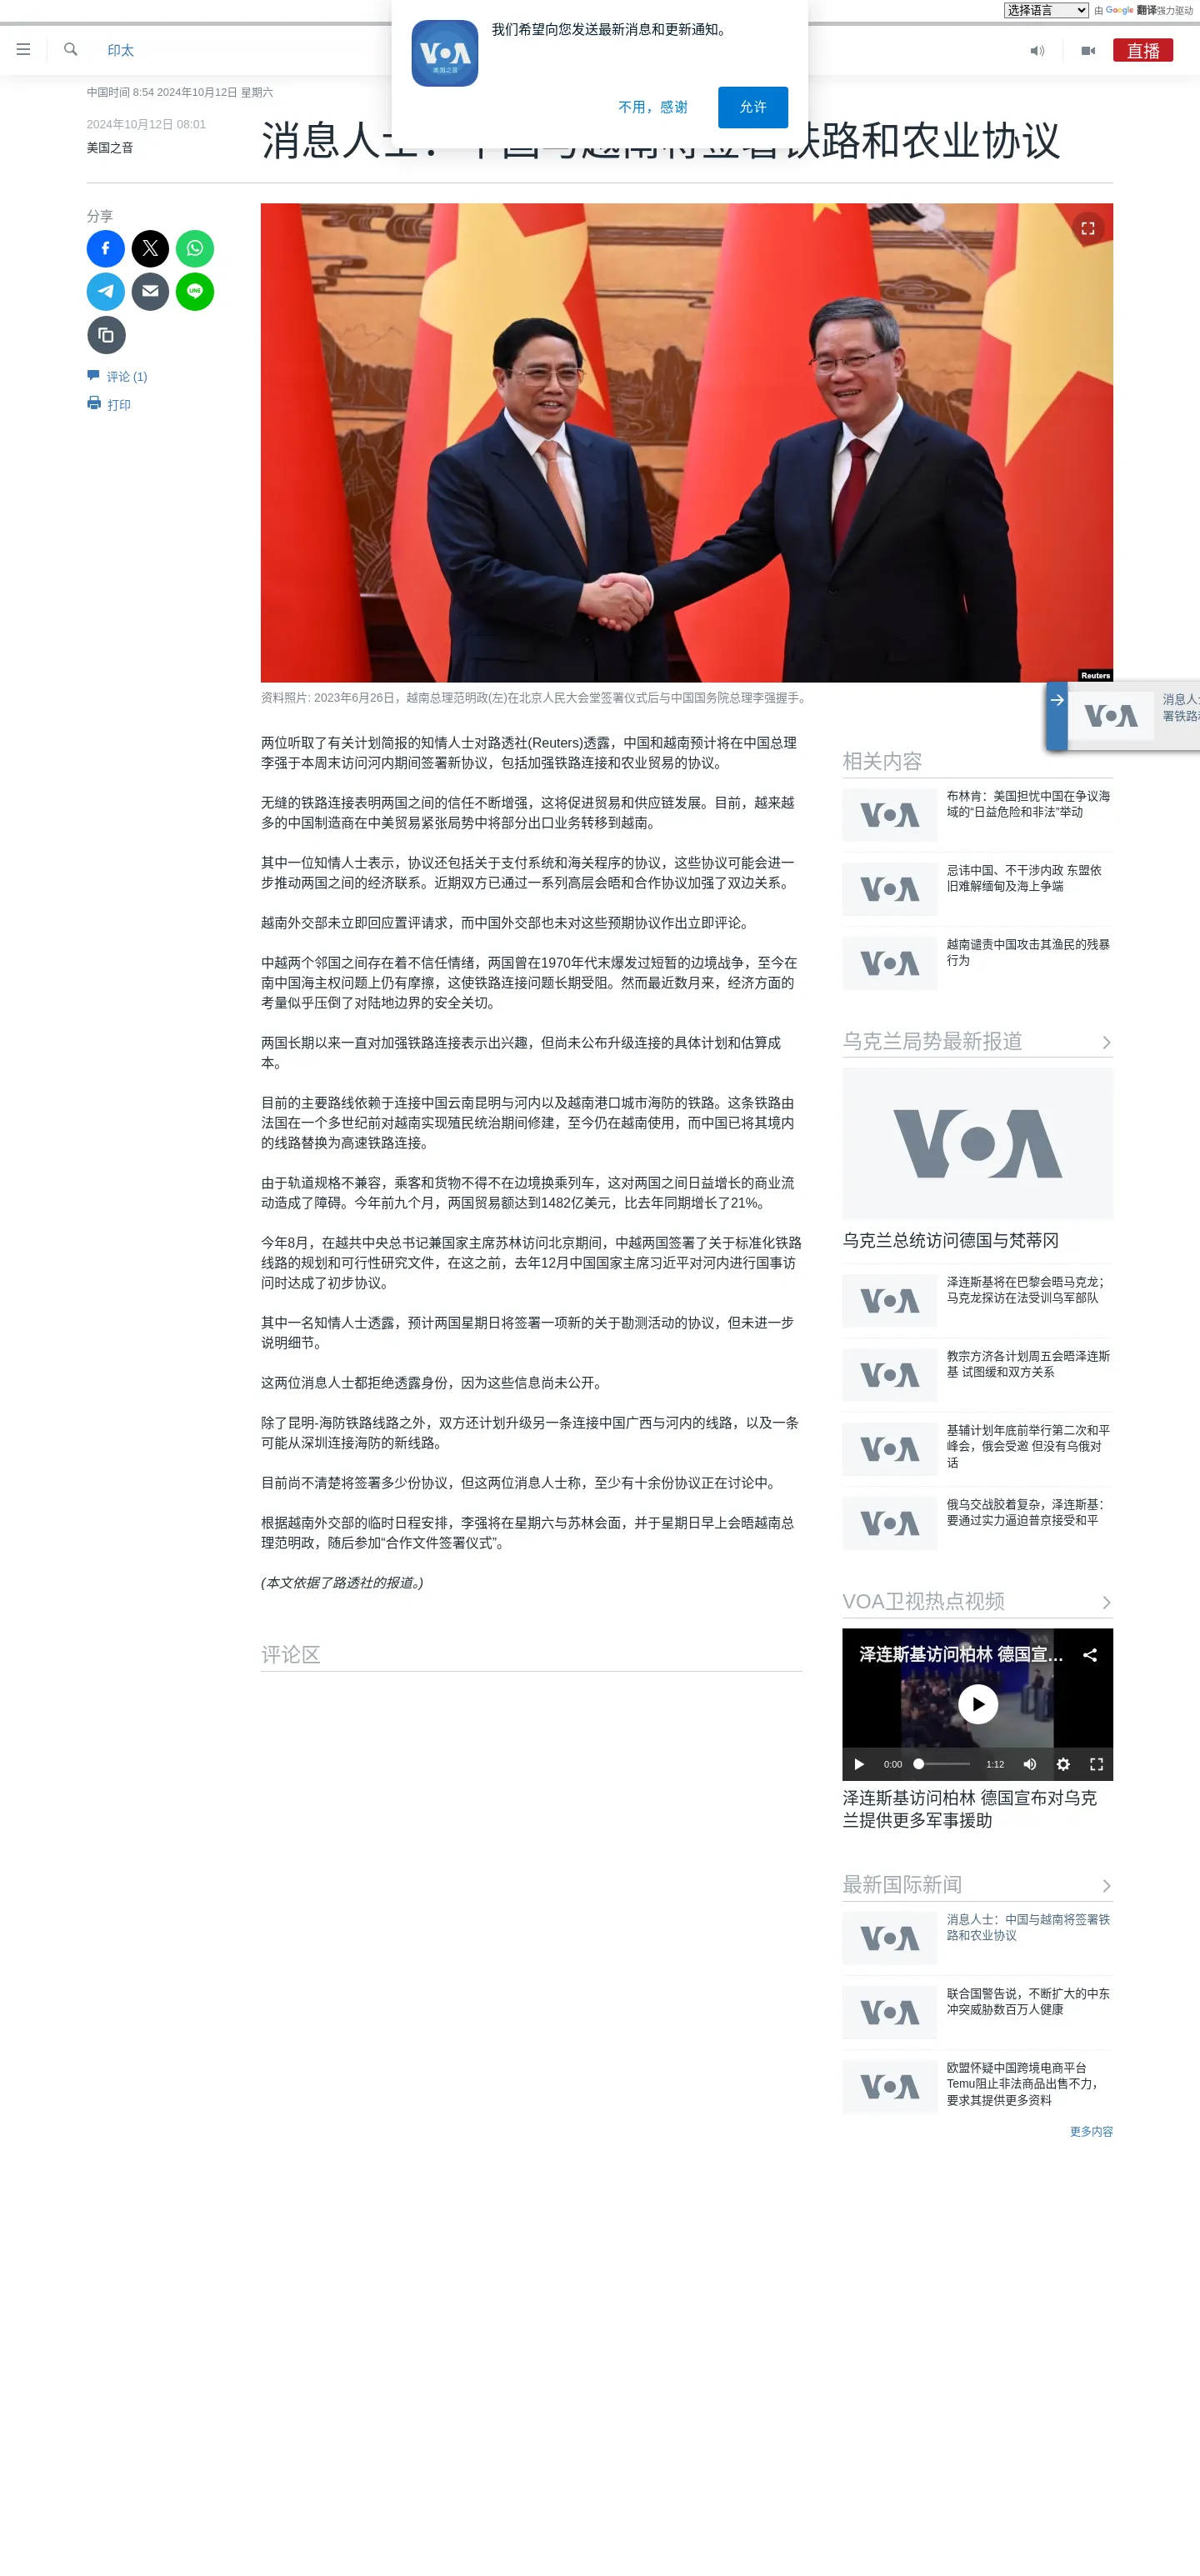 选择语言
由 Google 翻译强力驱动
我们希望向您发送最新消息和更新通知。
VOA
美国之音
不用，感谢
允许
印太
直播
中国时间 8:54 2024年10月12日 星期六
2024年10月12日 08:01
美国之音
消息人士：中国与越南将签署铁路和农业协议
分享
LINE
评论 (1)
打印
Reuters
资料照片: 2023年6月26日，越南总理范明政(左)在北京人民大会堂签署仪式后与中国国务院总理李强握手。
VOA
消息人
署铁路
两位听取了有关计划简报的知情人士对路透社(Reuters)透露，中国和越南预计将在中国总理
李强于本周末访问河内期间签署新协议，包括加强铁路连接和农业贸易的协议。
无缝的铁路连接表明两国之间的信任不断增强，这将促进贸易和供应链发展。目前，越来越
多的中国制造商在中美贸易紧张局势中将部分出口业务转移到越南。
其中一位知情人士表示，协议还包括关于支付系统和海关程序的协议，这些协议可能会进一
步推动两国之间的经济联系。近期双方已通过一系列高层会晤和合作协议加强了双边关系。
越南外交部未立即回应置评请求，而中国外交部也未对这些预期协议作出立即评论。
中越两个邻国之间存在着不信任情绪，两国曾在1970年代末爆发过短暂的边境战争，至今在
南中国海主权问题上仍有摩擦，这使铁路连接问题长期受阻。然而最近数月来，经济方面的
考量似乎压倒了对陆地边界的安全关切。
两国长期以来一直对加强铁路连接表示出兴趣，但尚未公布升级连接的具体计划和估算成
本。
目前的主要路线依赖于连接中国云南昆明与河内以及越南港口城市海防的铁路。这条铁路由
法国在一个多世纪前对越南实现殖民统治期间修建，至今仍在越南使用，而中国已将其境内
的线路替换为高速铁路连接。
由于轨道规格不兼容，乘客和货物不得不在边境换乘列车，这对两国之间日益增长的商业流
动造成了障碍。今年前九个月，两国贸易额达到1482亿美元，比去年同期增长了21%。
今年8月，在越共中央总书记兼国家主席苏林访问北京期间，中越两国签署了关于标准化铁路
线路的规划和可行性研究文件，在这之前，去年12月中国国家主席习近平对河内进行国事访
问时达成了初步协议。
其中一名知情人士透露，预计两国星期日将签署一项新的关于勘测活动的协议，但未进一步
说明细节。
这两位消息人士都拒绝透露身份，因为这些信息尚未公开。
除了昆明-海防铁路线路之外，双方还计划升级另一条连接中国广西与河内的线路，以及一条
可能从深圳连接海防的新线路。
目前尚不清楚将签署多少份协议，但这两位消息人士称，至少有十余份协议正在讨论中。
根据越南外交部的临时日程安排，李强将在星期六与苏林会面，并于星期日早上会晤越南总
理范明政，随后参加“合作文件签署仪式”。
(本文依据了路透社的报道。)
评论区
相关内容
VOA
布林肯：美国担忧中国在争议海
域的“日益危险和非法”举动
VOA
忌讳中国、不干涉内政 东盟依
旧难解缅甸及海上争端
VOA
越南谴责中国攻击其渔民的残暴
行为
乌克兰局势最新报道
VOA
乌克兰总统访问德国与梵蒂冈
VOA
泽连斯基将在巴黎会晤马克龙；
马克龙探访在法受训乌军部队
VOA
教宗方济各计划周五会晤泽连斯
基 试图缓和双方关系
VOA
基辅计划年底前举行第二次和平
峰会，俄会受邀 但没有乌俄对
话
VOA
俄乌交战胶着复杂，泽连斯基：
要通过实力逼迫普京接受和平
VOA卫视热点视频
泽连斯基访问柏林 德国宣...
0:00
1:12
泽连斯基访问柏林 德国宣布对乌克
兰提供更多军事援助
最新国际新闻
VOA
消息人士：中国与越南将签署铁
路和农业协议
VOA
联合国警告说，不断扩大的中东
冲突威胁数百万人健康
VOA
欧盟怀疑中国跨境电商平台
Temu阻止非法商品出售不力，
要求其提供更多资料
更多内容